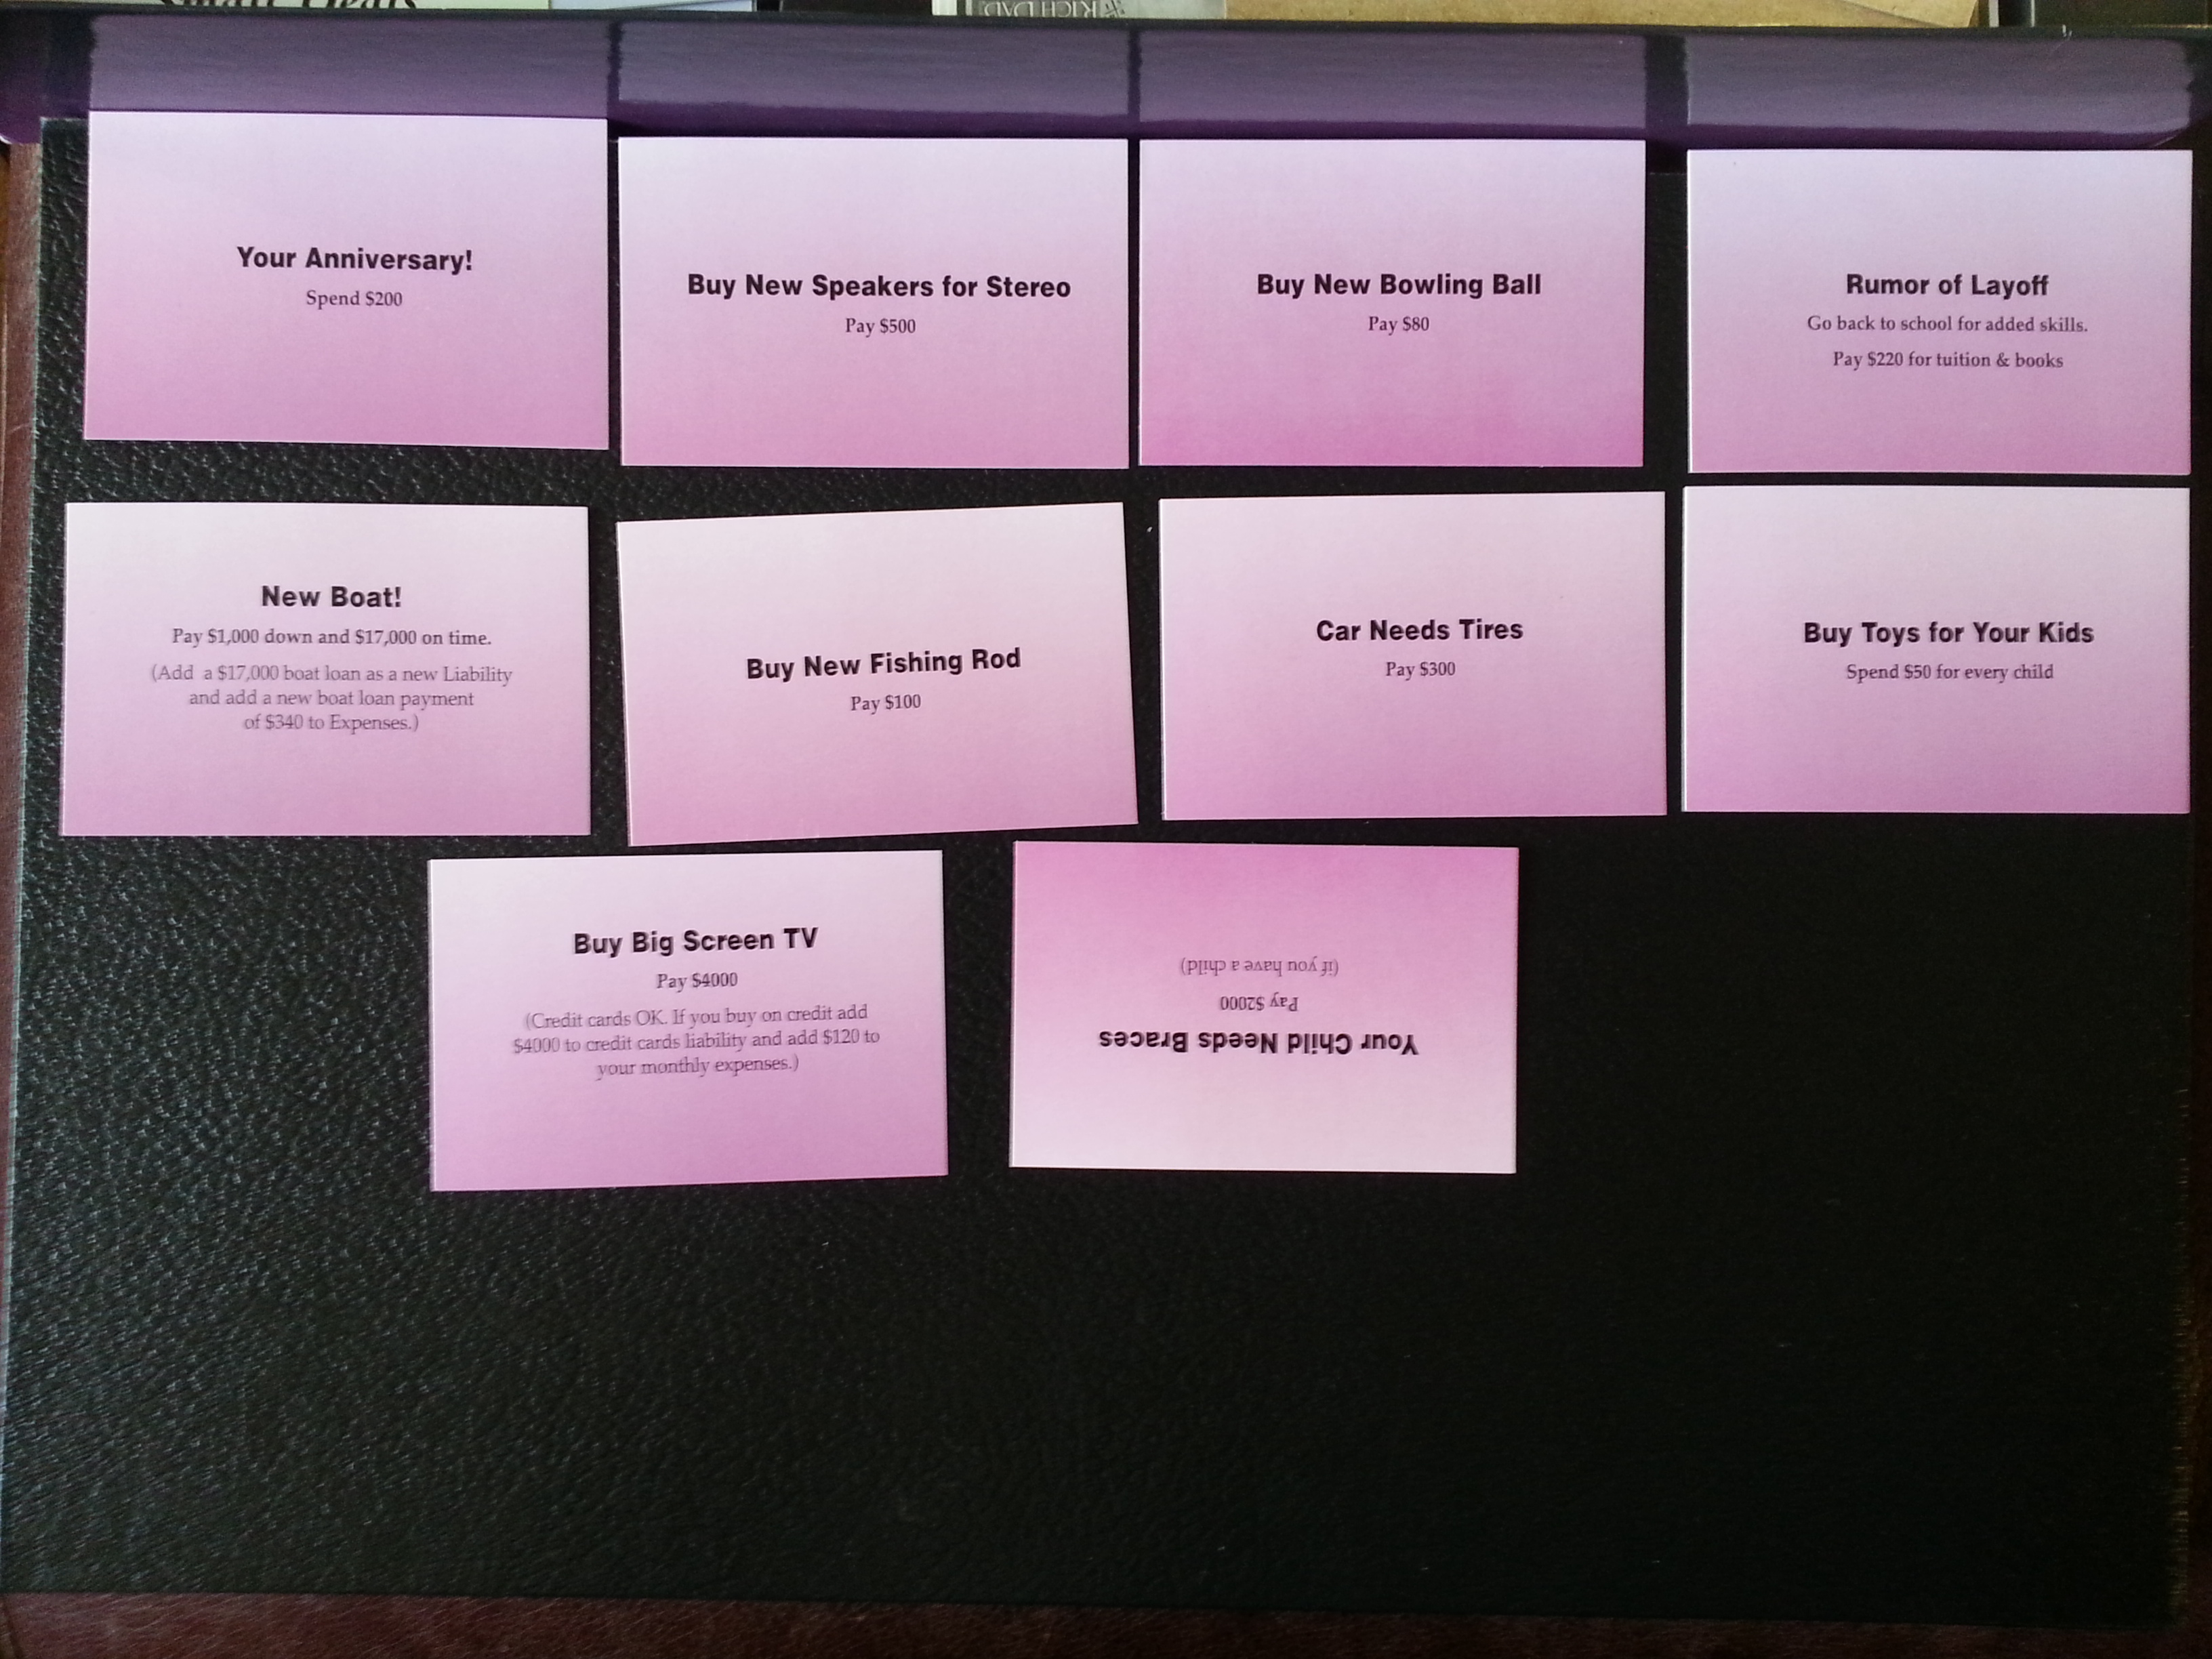 RICH DAD
Your Anniversary!
Spend $200
Buy New Speakers for Stereo
Pay $500
Buy New Bowling Ball
Pay $80
Rumor of Layoff
Go back to school for added skills.
Pay $220 for tuition & books
New Boat!
Pay $1,000 down and $17,000 on time.
(Add a $17,000 boat loan as a new Liability
and add a new boat loan payment
of $340 to Expenses.)
Buy New Fishing Rod
Pay $100
Car Needs Tires
Pay $300
Buy Toys for Your Kids
Spend $50 for every child
Buy Big Screen TV
Pay $4000
(Credit cards OK. If you buy on credit add
$4000 to credit cards liability and add $120 to
your monthly expenses.)
Your Child Needs Braces
Pay $2000
(if you have a child)